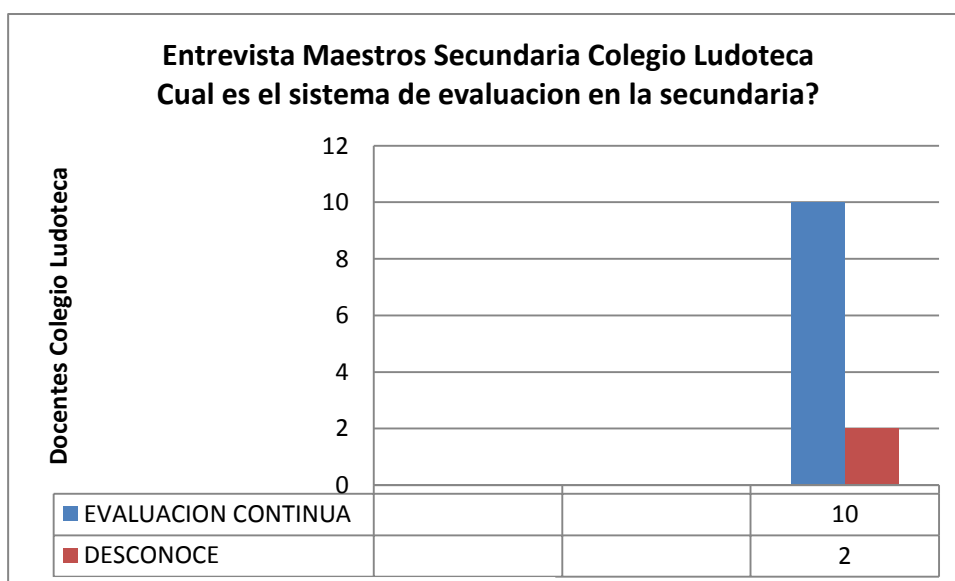 Entrevista Maestros Secundaria Colegio Ludoteca
Cual es el sistema de evaluacion en la secundaria?
Docentes Colegio Ludoteca
12
10
8
6
4
2
0
EVALUACION CONTINUA 10
DESCONOCE 2